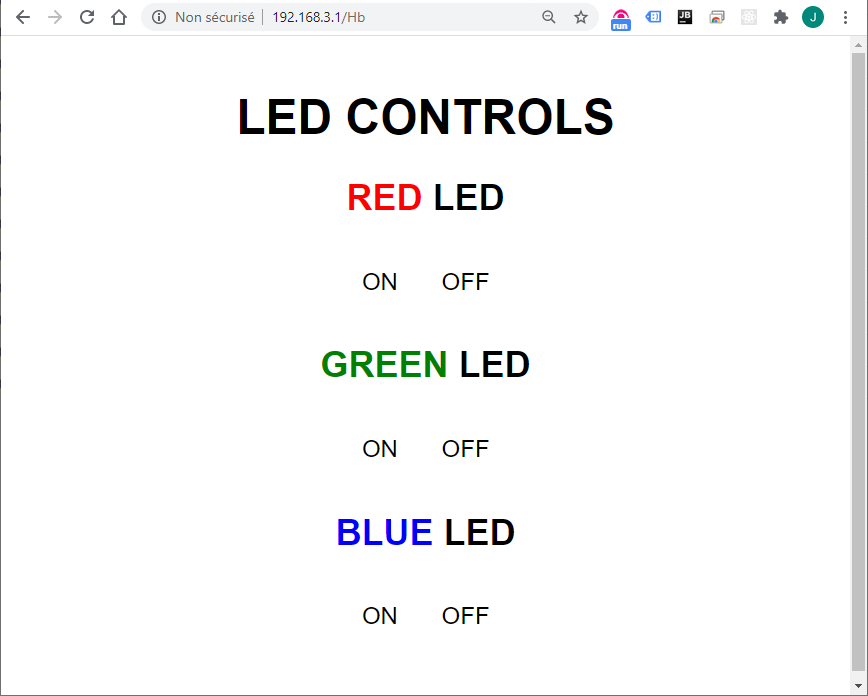 Non sécurisé 192.168.3.1/Hb
run
JB
J
LED CONTROLS
RED LED
ON OFF
GREEN LED
ON OFF
BLUE LED
ON OFF